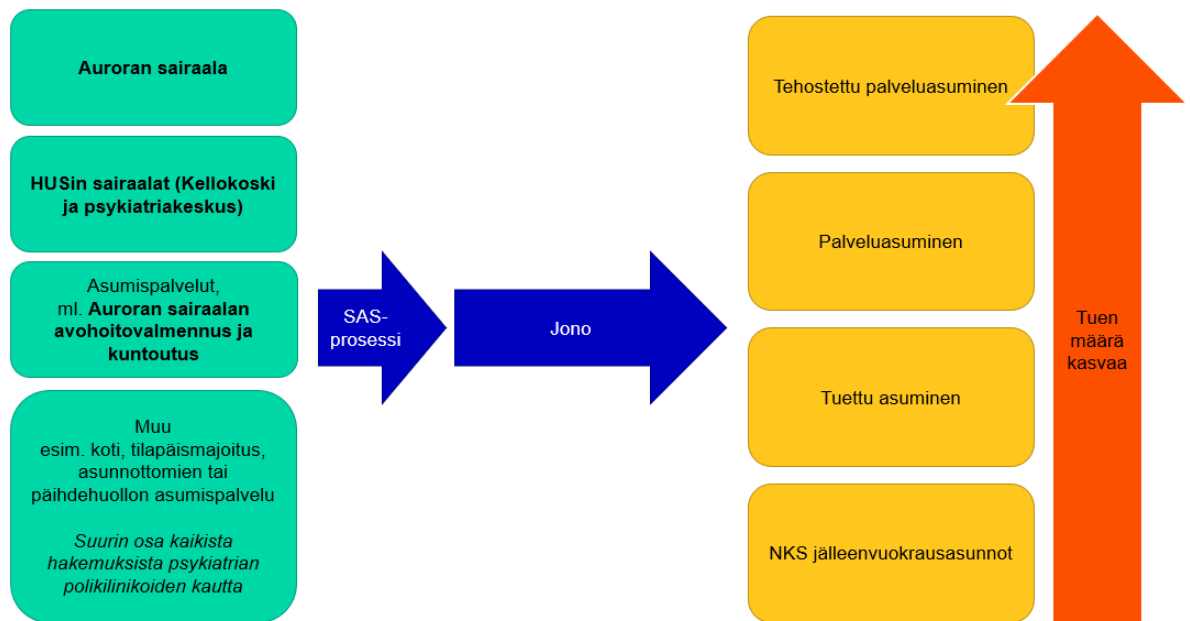 Auroran sairaala
HUSin sairaalat (Kellokoski
ja psykiatriakeskus)
Asumispalvelut,
ml. Auroran sairaalan
avohoitovalmennus ja
kuntoutus
Muu
esim. koti, tilapäismajoitus,
asunnottomien tai
päihdehuollon asumispalvelu
Suurin osa kaikista
hakemuksista psykiatrian
polikilinikoiden kautta
SAS-
prosessi
Jono
Tehostettu palveluasuminen
Palveluasuminen
Tuettu asuminen
NKS jälleenvuokrausasunnot
Tuen
määrä
kasvaa